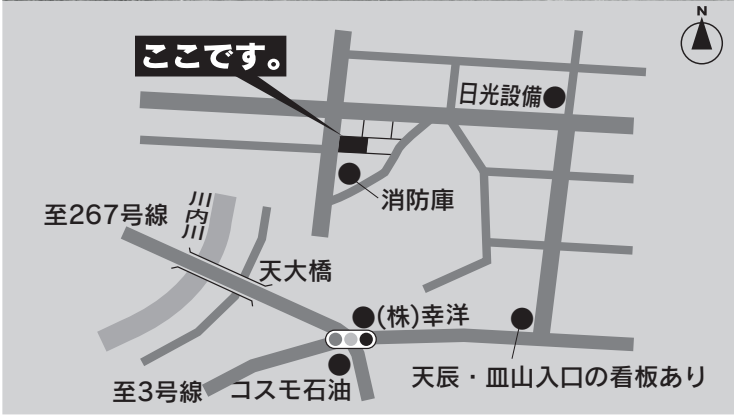 N
ここです。
日光設備
消防庫
至267号線
川内川
天大橋
(株)幸洋
天辰・皿山入口の看板あり
至3号線
コスモ石油